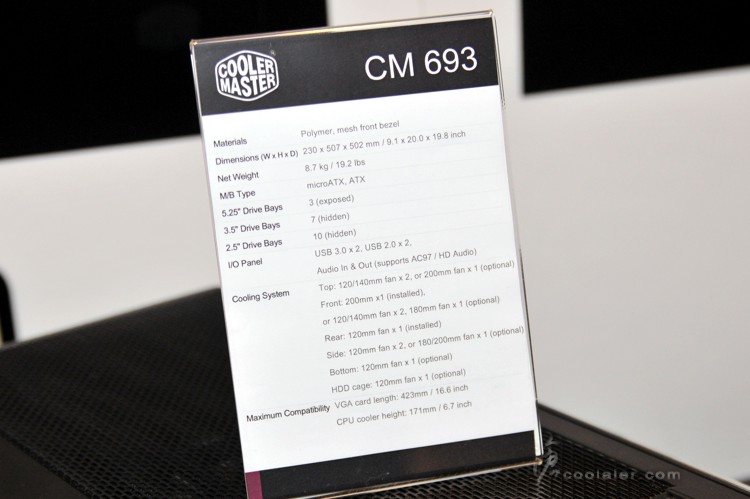 COOLER
MASTER
CM 693
Materials Polymer, mesh front bezel
Dimensions (W x H x D) 230 x 507 x 502 mm / 9.1 x 20.0 x 19.8 inch
Net Weight 8.7 kg / 19.2 lbs
M/B Type microATX, ATX
5.25" Drive Bays 3 (exposed)
3.5" Drive Bays 7 (hidden)
2.5" Drive Bays 10 (hidden)
I/O Panel USB 3.0 x 2, USB 2.0 x 2,
Audio In & Out (supports AC97 / HD Audio)
Cooling System Top: 120/140mm fan x 2, or 200mm fan x 1 (optional)
Front: 200mm x1 (installed),
or 120/140mm fan x 2, 180mm fan x 1 (optional)
Rear: 120mm fan x 1 (installed)
Side: 120mm fan x 2, or 180/200mm fan x 1 (optional)
Bottom: 120mm fan x 1 (optional)
HDD cage: 120mm fan x 1 (optional)
Maximum Compatibility VGA card length: 423mm / 16.6 inch
CPU cooler height: 171mm / 6.7 inch
coolaler com